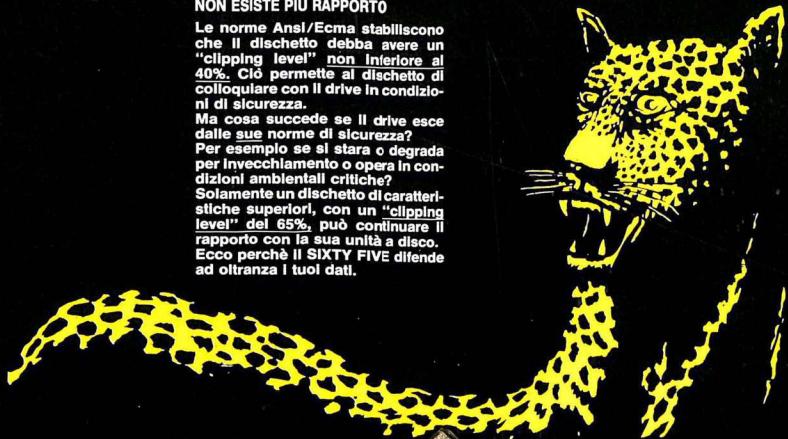 NON ESISTE PIÙ RAPPORTO
Le norme Ansi/Ecma stabiliscono
che il dischetto debba avere un
“clipping level” non inferiore al
40%. Ciò permette al dischetto di
colloquiare con il drive in condizio-
ni di sicurezza.
Ma cosa succede se il drive esce
dalle sue norme di sicurezza?
Per esempio se si stara o degrada
per invecchiamento o opera in con-
dizioni ambientali critiche?
Solamente un dischetto di caratteri-
stiche superiori, con un “clipping
level” del 65%, può continuare il
rapporto con la sua unità a disco.
Ecco perchè il SIXTY FIVE difende
ad oltranza i tuoi dati.